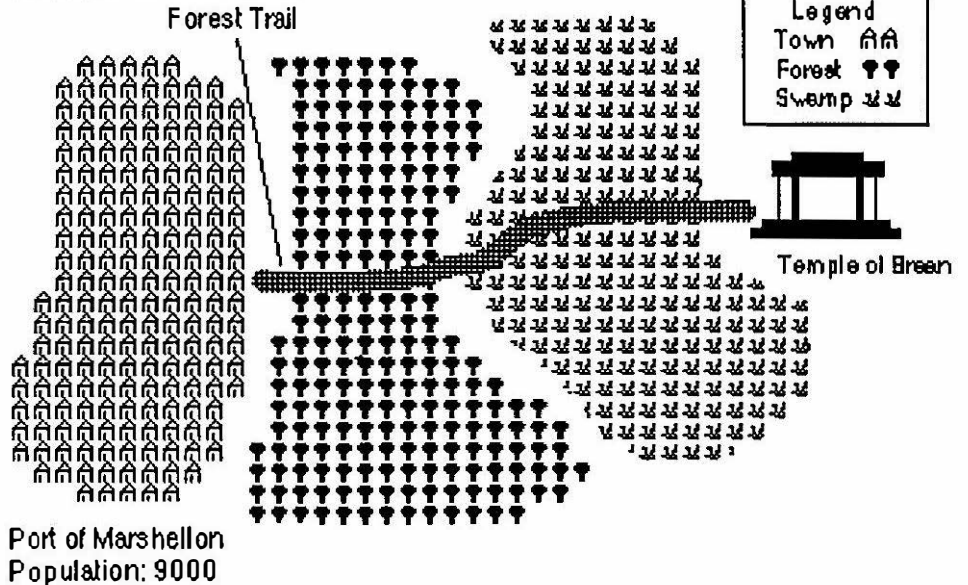 Forest Trail
Legend
Town
Forest
Swamp
Temple of Breen
Port of Marshellon
Population: 9000